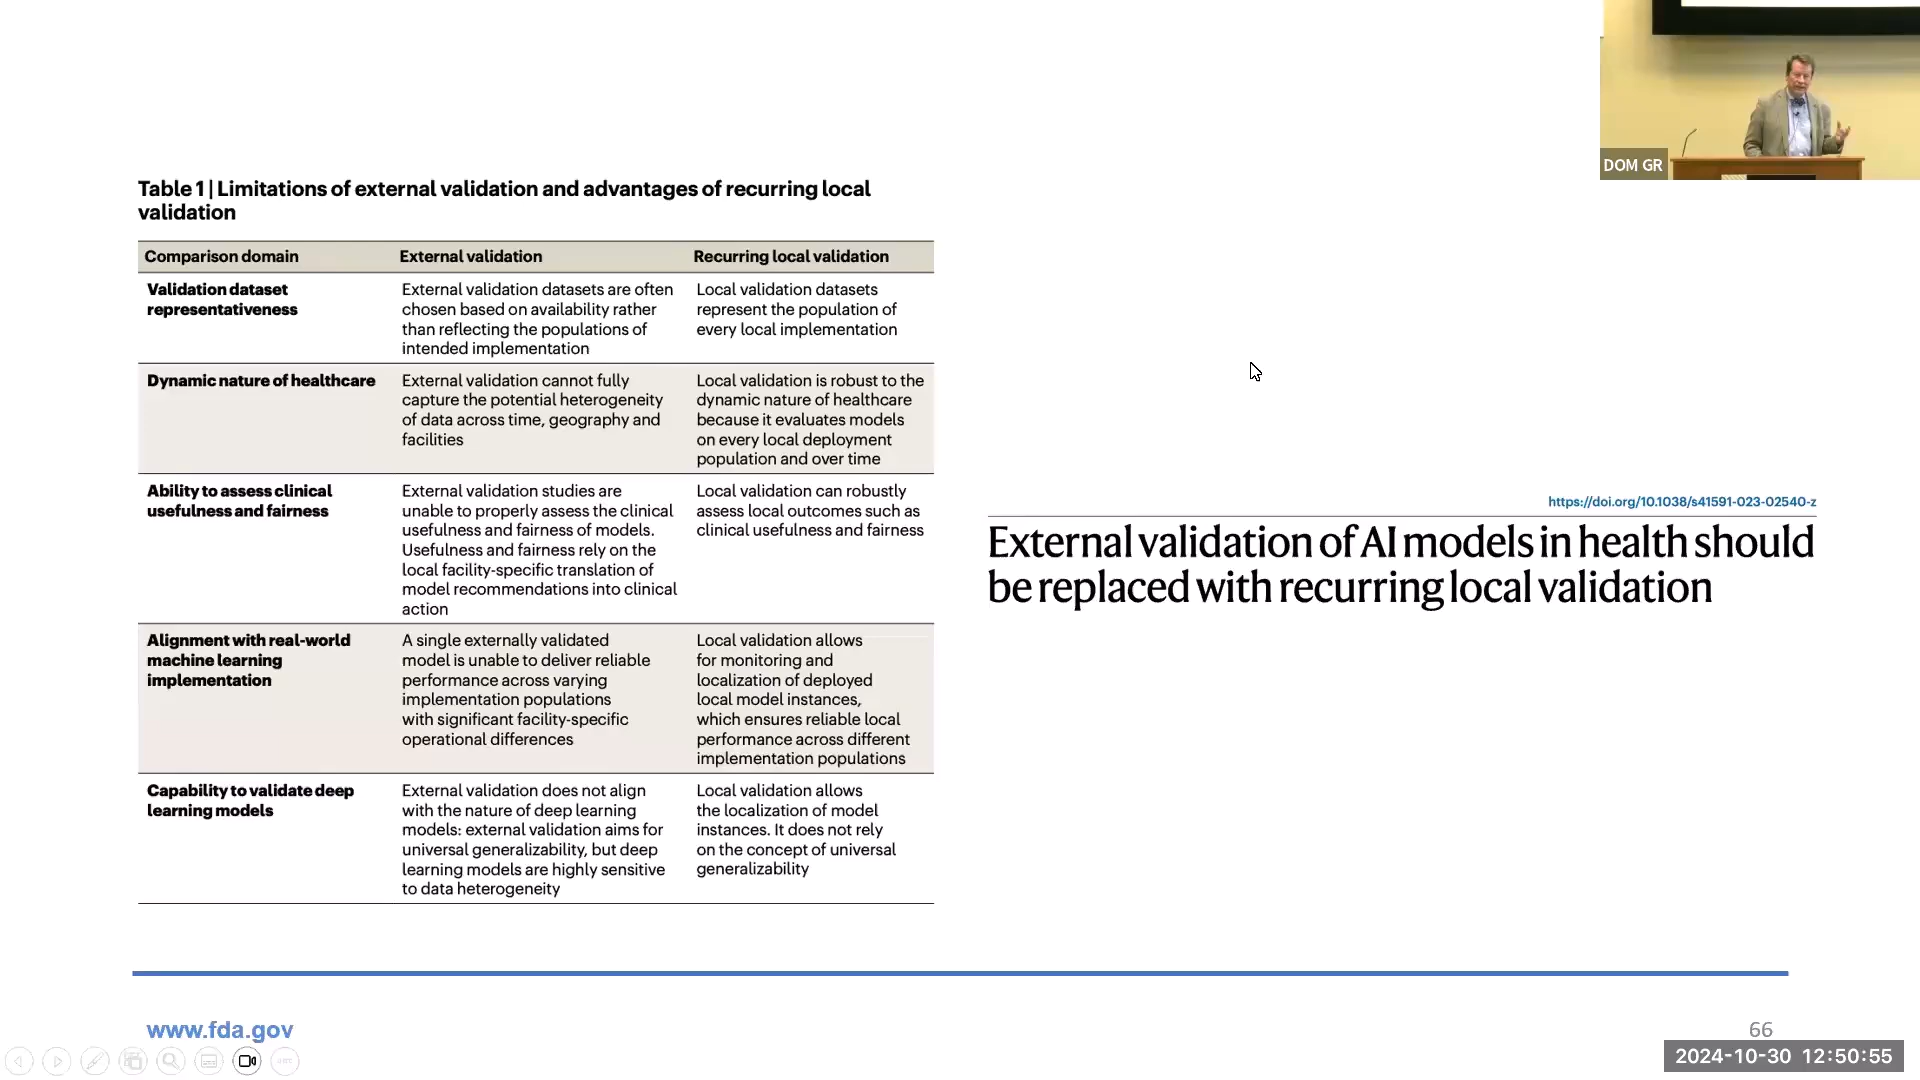 DOM GR
Table 1 | Limitations of external validation and advantages of recurring local
validation
Comparison domain
External validation
Recurring local validation
Validation dataset
representativeness
External validation datasets are often
chosen based on availability rather
than reflecting the populations of
intended implementation
Local validation datasets
represent the population of
every local implementation
Dynamic nature of healthcare
External validation cannot fully
capture the potential heterogeneity
of data across time, geography and
facilities
Local validation is robust to the
dynamic nature of healthcare
because it evaluates models
on every local deployment
population and over time
Ability to assess clinical
usefulness and fairness
External validation studies are
unable to properly assess the clinical
usefulness and fairness of models.
Usefulness and fairness rely on the
local facility-specific translation of
model recommendations into clinical
action
Local validation can robustly
assess local outcomes such as
clinical usefulness and fairness
Alignment with real-world
machine learning
implementation
A single externally validated
model is unable to deliver reliable
performance across varying
implementation populations
with significant facility-specific
operational differences
Local validation allows
for monitoring and
localization of deployed
local model instances,
which ensures reliable local
performance across different
implementation populations
Capability to validate deep
learning models
External validation does not align
with the nature of deep learning
models: external validation aims for
universal generalizability, but deep
learning models are highly sensitive
to data heterogeneity
Local validation allows
the localization of model
instances. It does not rely
on the concept of universal
generalizability
https://doi.org/10.1038/s41591-023-02540-z
External validation of AI models in health should
be replaced with recurring local validation
www.fda.gov
66
2024-10-30 12:50:55